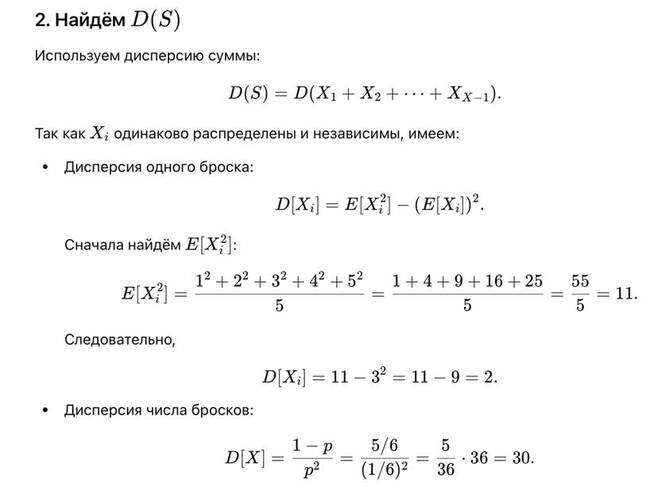 2. Найдём D(S)
Используем дисперсию суммы:
D(S) = D(X₁ + X₂ + ··· + X_{X−1}).
Так как Xᵢ одинаково распределены и независимы, имеем:
• Дисперсия одного броска:
D[Xᵢ] = E[Xᵢ²] − (E[Xᵢ])².
Сначала найдём E[Xᵢ²]:
E[Xᵢ²] = (1² + 2² + 3² + 4² + 5²)/5 = (1 + 4 + 9 + 16 + 25)/5 = 55/5 = 11.
Следовательно,
D[Xᵢ] = 11 − 3² = 11 − 9 = 2.
• Дисперсия числа бросков:
D[X] = (1 − p)/p² = (5/6)/(1/6)² = 5/36 · 36 = 30.